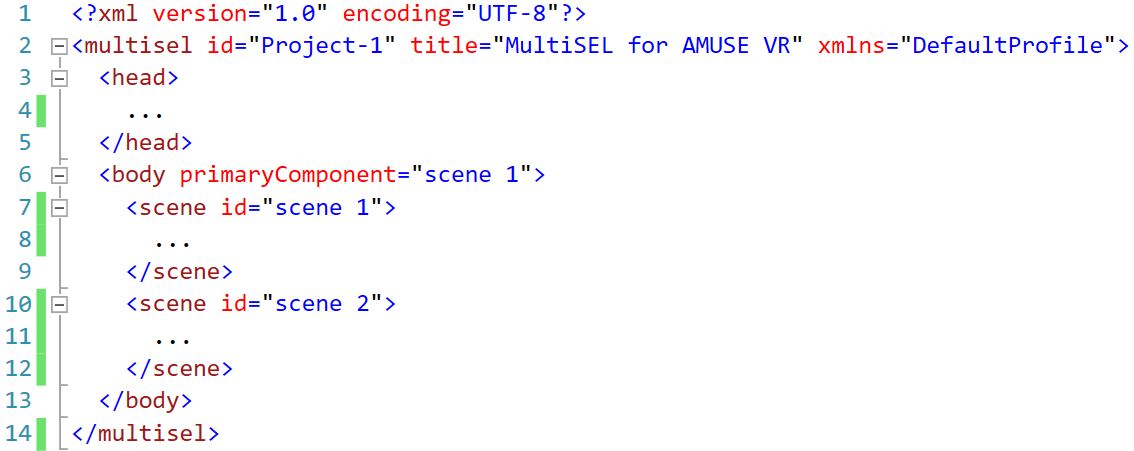 1 <?xml version="1.0" encoding="UTF-8"?>
2 <multisel id="Project-1" title="MultiSEL for AMUSE VR" xmlns="DefaultProfile">
3 <head>
4 ...
5 </head>
6 <body primaryComponent="scene 1">
7 <scene id="scene 1">
8 ...
9 </scene>
10 <scene id="scene 2">
11 ...
12 </scene>
13 </body>
14 </multisel>